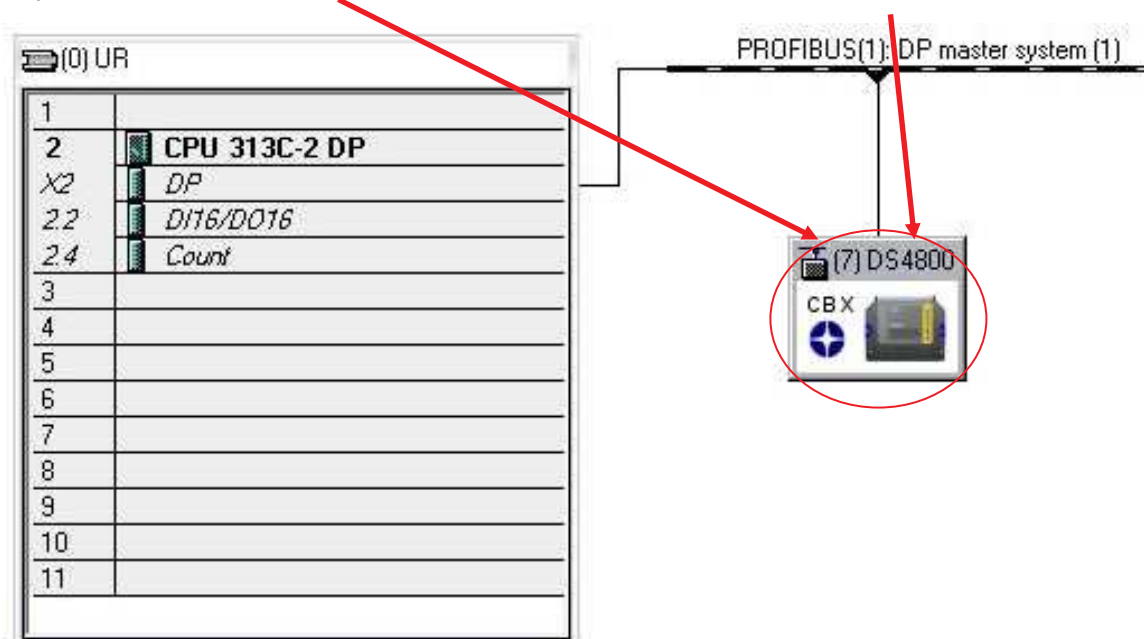 (0) UR
1
2 CPU 313C-2 DP
X2 DP
2.2 DI16/DO16
2.4 Count
3
4
5
6
7
8
9
10
11
PROFIBUS(1): DP master system (1)
(7) DS4800
CBX